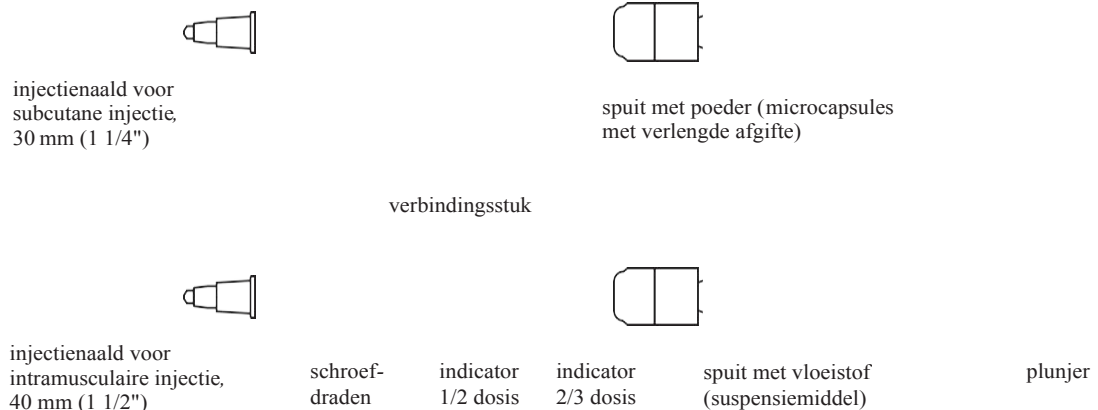 injectienaald voor
subcutane injectie,
30 mm (1 1/4")
spuit met poeder (microcapsules
met verlengde afgifte)
verbindingsstuk
injectienaald voor
intramusculaire injectie,
40 mm (1 1/2")
schroef-
draden
indicator
1/2 dosis
indicator
2/3 dosis
spuit met vloeistof
(suspensiemiddel)
plunjer